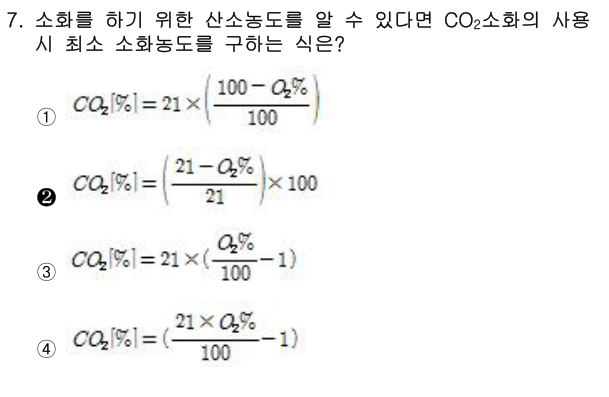 7. 소화를 하기 위한 산소농도를 알 수 있다면 CO₂소화의 사용
시 최소 소화농도를 구하는 식은?
① CO₂[%] = 21 × ( (100 − O₂%) / 100 )
❷ CO₂[%] = ( (21 − O₂%) / 21 ) × 100
③ CO₂[%] = 21 × ( O₂% / 100 − 1)
④ CO₂[%] = ( (21 × O₂%) / 100 − 1)